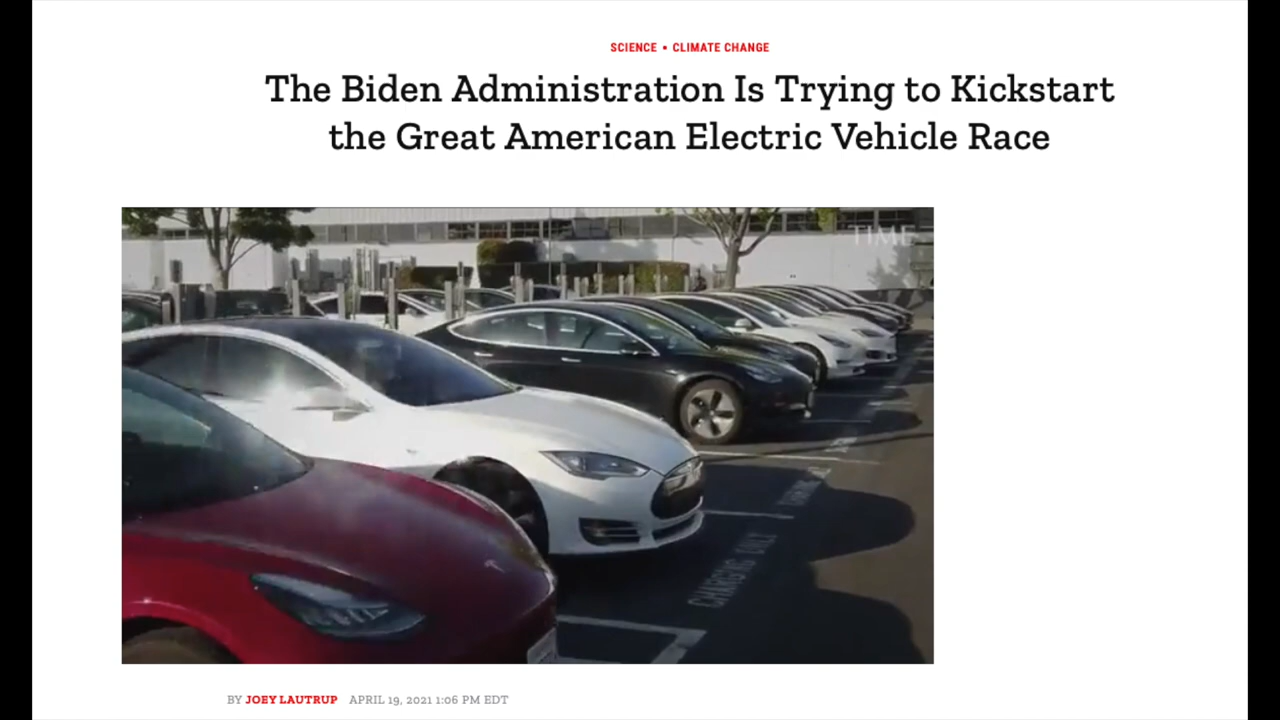 SCIENCE • CLIMATE CHANGE
The Biden Administration Is Trying to Kickstart
the Great American Electric Vehicle Race
TIME
CHARGING ONLY
BY JOEY LAUTRUP APRIL 19, 2021 1:06 PM EDT